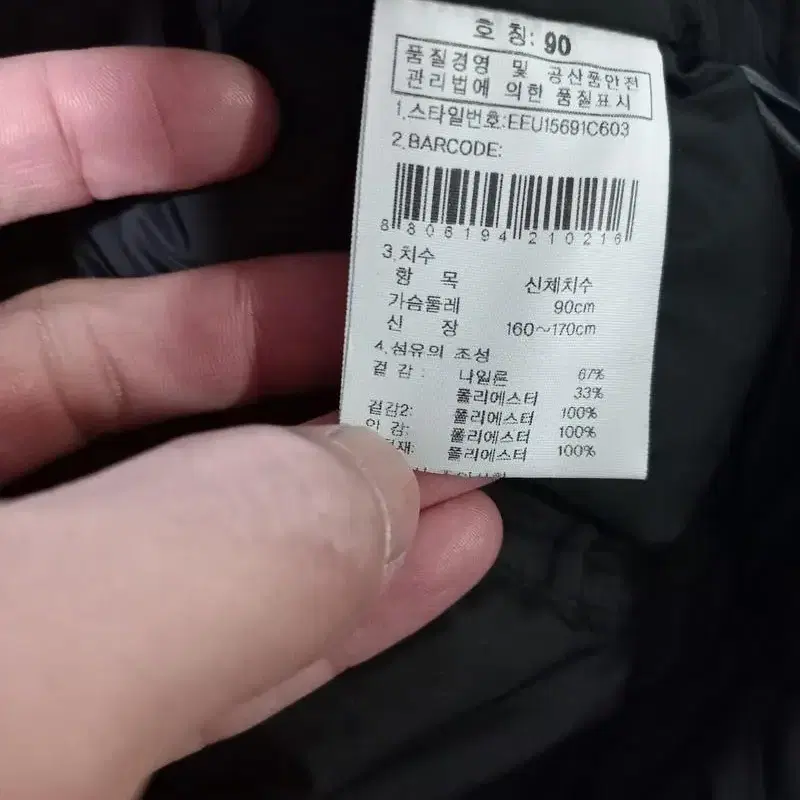 호 칭: 90
품질경영 및 공산품안전
관리법에 의한 품질표시
1.스타일번호:EEU15691C603
2.BARCODE:
8 806194 210216
3.치수
항 목 신체치수
가슴둘레 90cm
신 장 160~170cm
4.섬유의 조성
겉 감 : 나일론 67%
폴리에스터 33%
겉감2: 폴리에스터 100%
안 감: 폴리에스터 100%
재: 폴리에스터 100%